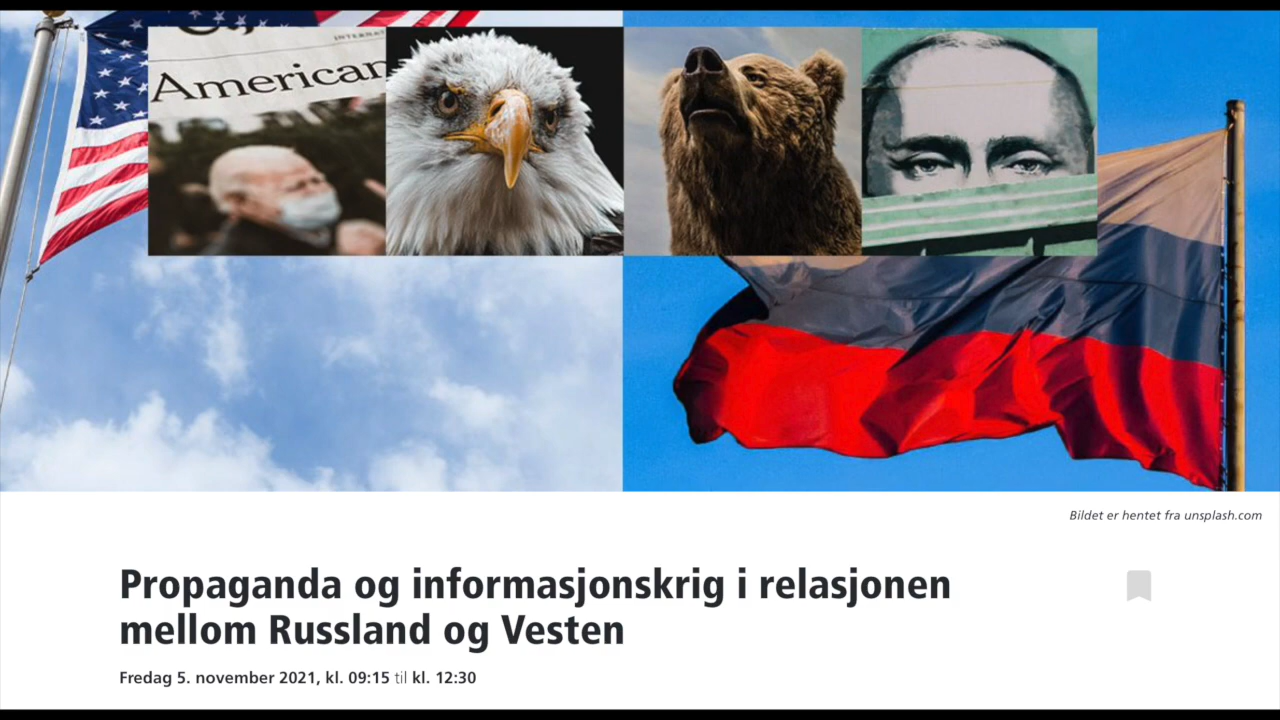 INTERNAT
American
Bildet er hentet fra unsplash.com
Propaganda og informasjonskrig i relasjonen
mellom Russland og Vesten
Fredag 5. november 2021, kl. 09:15 til kl. 12:30